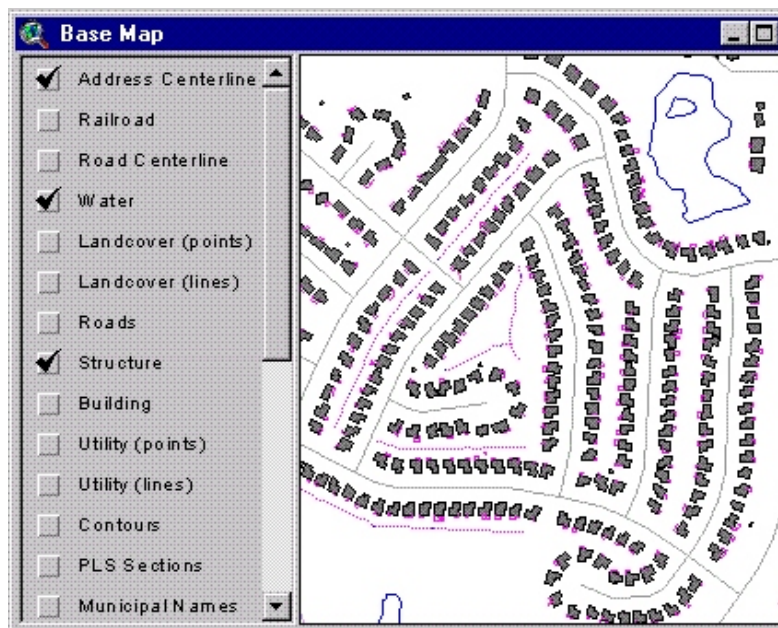 Base Map
Address Centerline
Railroad
Road Centerline
Water
Landcover (points)
Landcover (lines)
Roads
Structure
Building
Utility (points)
Utility (lines)
Contours
PLS Sections
Municipal Names